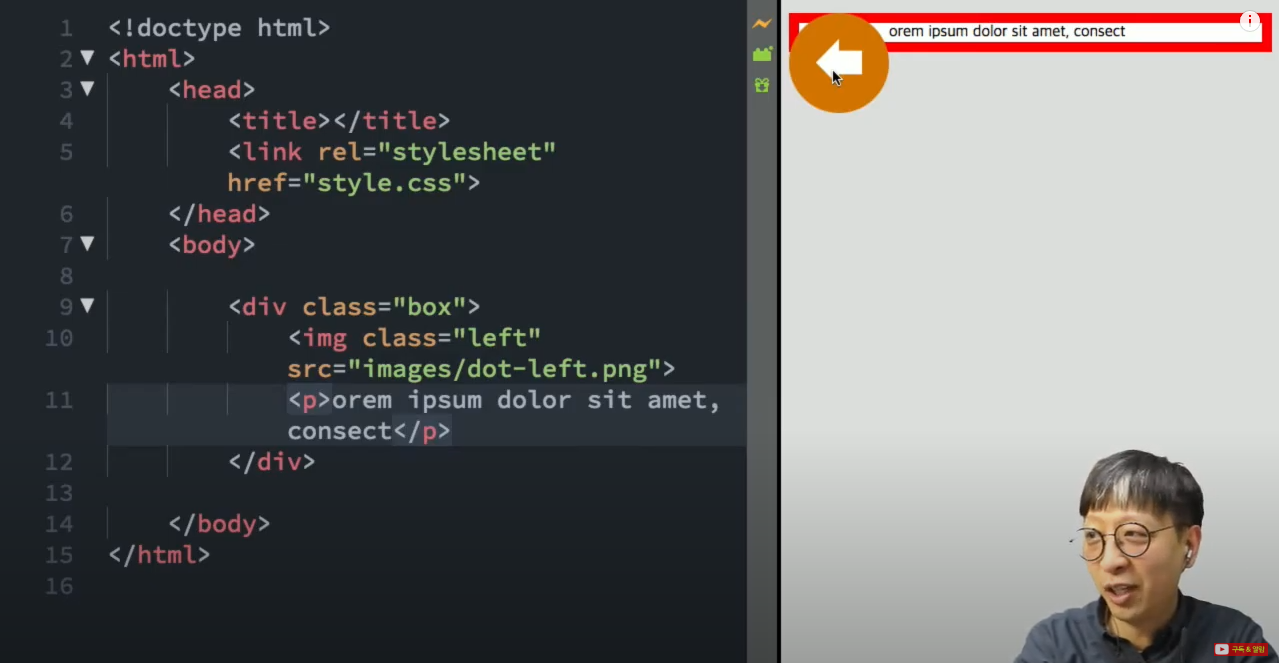 1 <!doctype html>
2 <html>
3 <head>
4 <title></title>
5 <link rel="stylesheet"
href="style.css">
6 </head>
7 <body>
8
9 <div class="box">
10 <img class="left"
src="images/dot-left.png">
11 <p>orem ipsum dolor sit amet,
consect</p>
12 </div>
13
14 </body>
15 </html>
16
orem ipsum dolor sit amet, consect
i
구독 & 알림